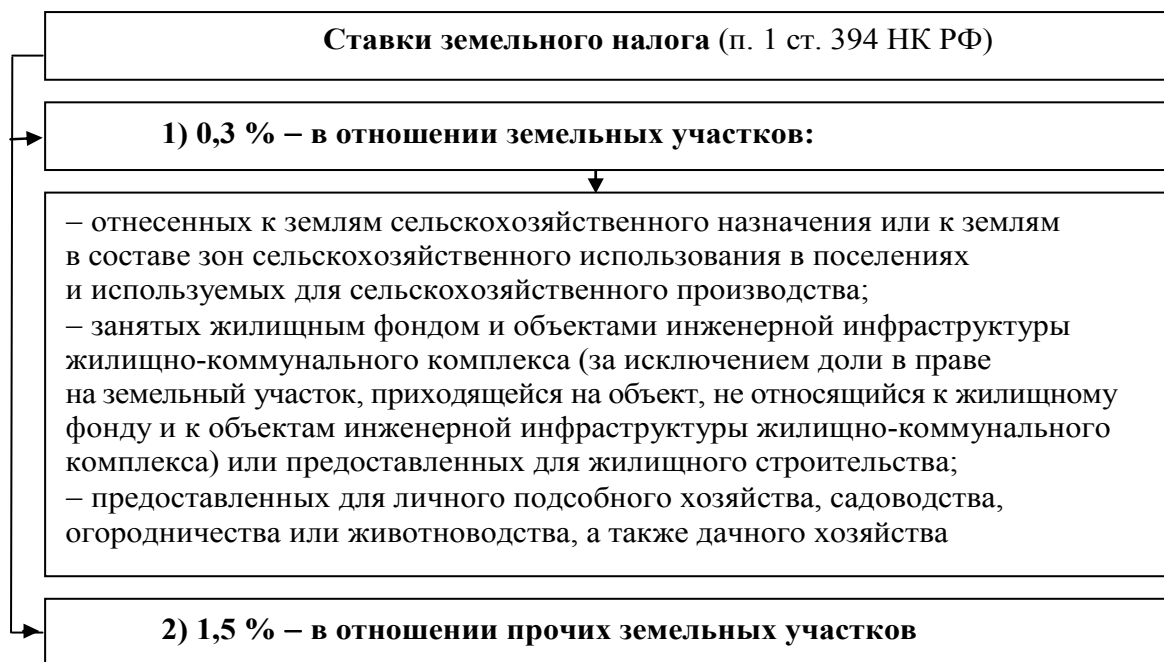 Ставки земельного налога (п. 1 ст. 394 НК РФ)
1) 0,3 % – в отношении земельных участков:
– отнесенных к землям сельскохозяйственного назначения или к землям
в составе зон сельскохозяйственного использования в поселениях
и используемых для сельскохозяйственного производства;
– занятых жилищным фондом и объектами инженерной инфраструктуры
жилищно-коммунального комплекса (за исключением доли в праве
на земельный участок, приходящейся на объект, не относящийся к жилищному
фонду и к объектам инженерной инфраструктуры жилищно-коммунального
комплекса) или предоставленных для жилищного строительства;
– предоставленных для личного подсобного хозяйства, садоводства,
огородничества или животноводства, а также дачного хозяйства
2) 1,5 % – в отношении прочих земельных участков